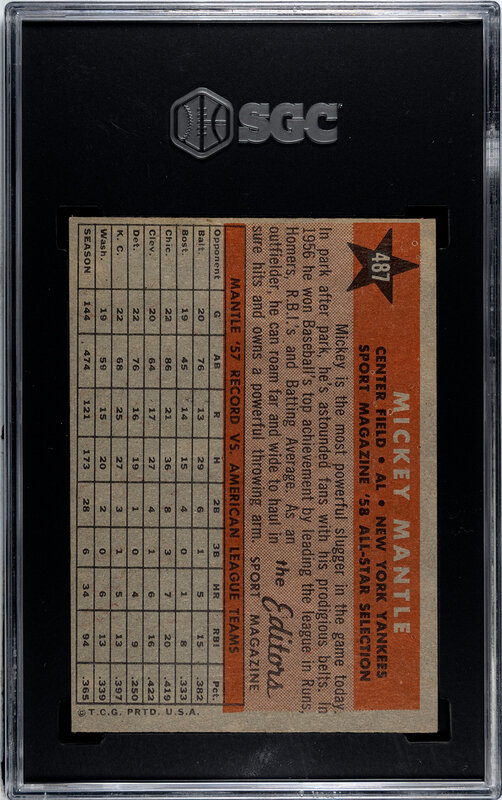 SGC
487
MICKEY MANTLE
CENTER FIELD • AL • NEW YORK YANKEES
SPORT MAGAZINE '58 ALL-STAR SELECTION
Mickey is the most powerful slugger in the game today.
In park after park, he's astounded fans with his prodigious belts. In
1956 he won Baseball's top achievement by leading the league in Runs,
Homers, R.B.I.'s and Batting Average. As an
outfielder he can roam far and wide to haul in
sure hits and owns a powerful throwing arm.
the Editors
SPORT MAGAZINE
MANTLE '57 RECORD VS. AMERICAN LEAGUE TEAMS
Opponent G AB R H 2B 3B HR RBI Pct.
Balt. 20 76 13 29 6 1 5 15 .382
Bost. 19 45 14 15 4 0 1 8 .333
Chic. 22 86 21 36 8 3 7 20 .419
Clev. 22 64 17 27 4 1 6 16 .422
Det. 20 76 16 19 1 0 4 9 .250
K. C. 22 68 25 27 3 1 5 13 .397
Wash. 19 59 15 20 2 0 6 13 .339
SEASON 144 474 121 173 28 6 34 94 .365
© T.C.G. PRTD. U.S.A.